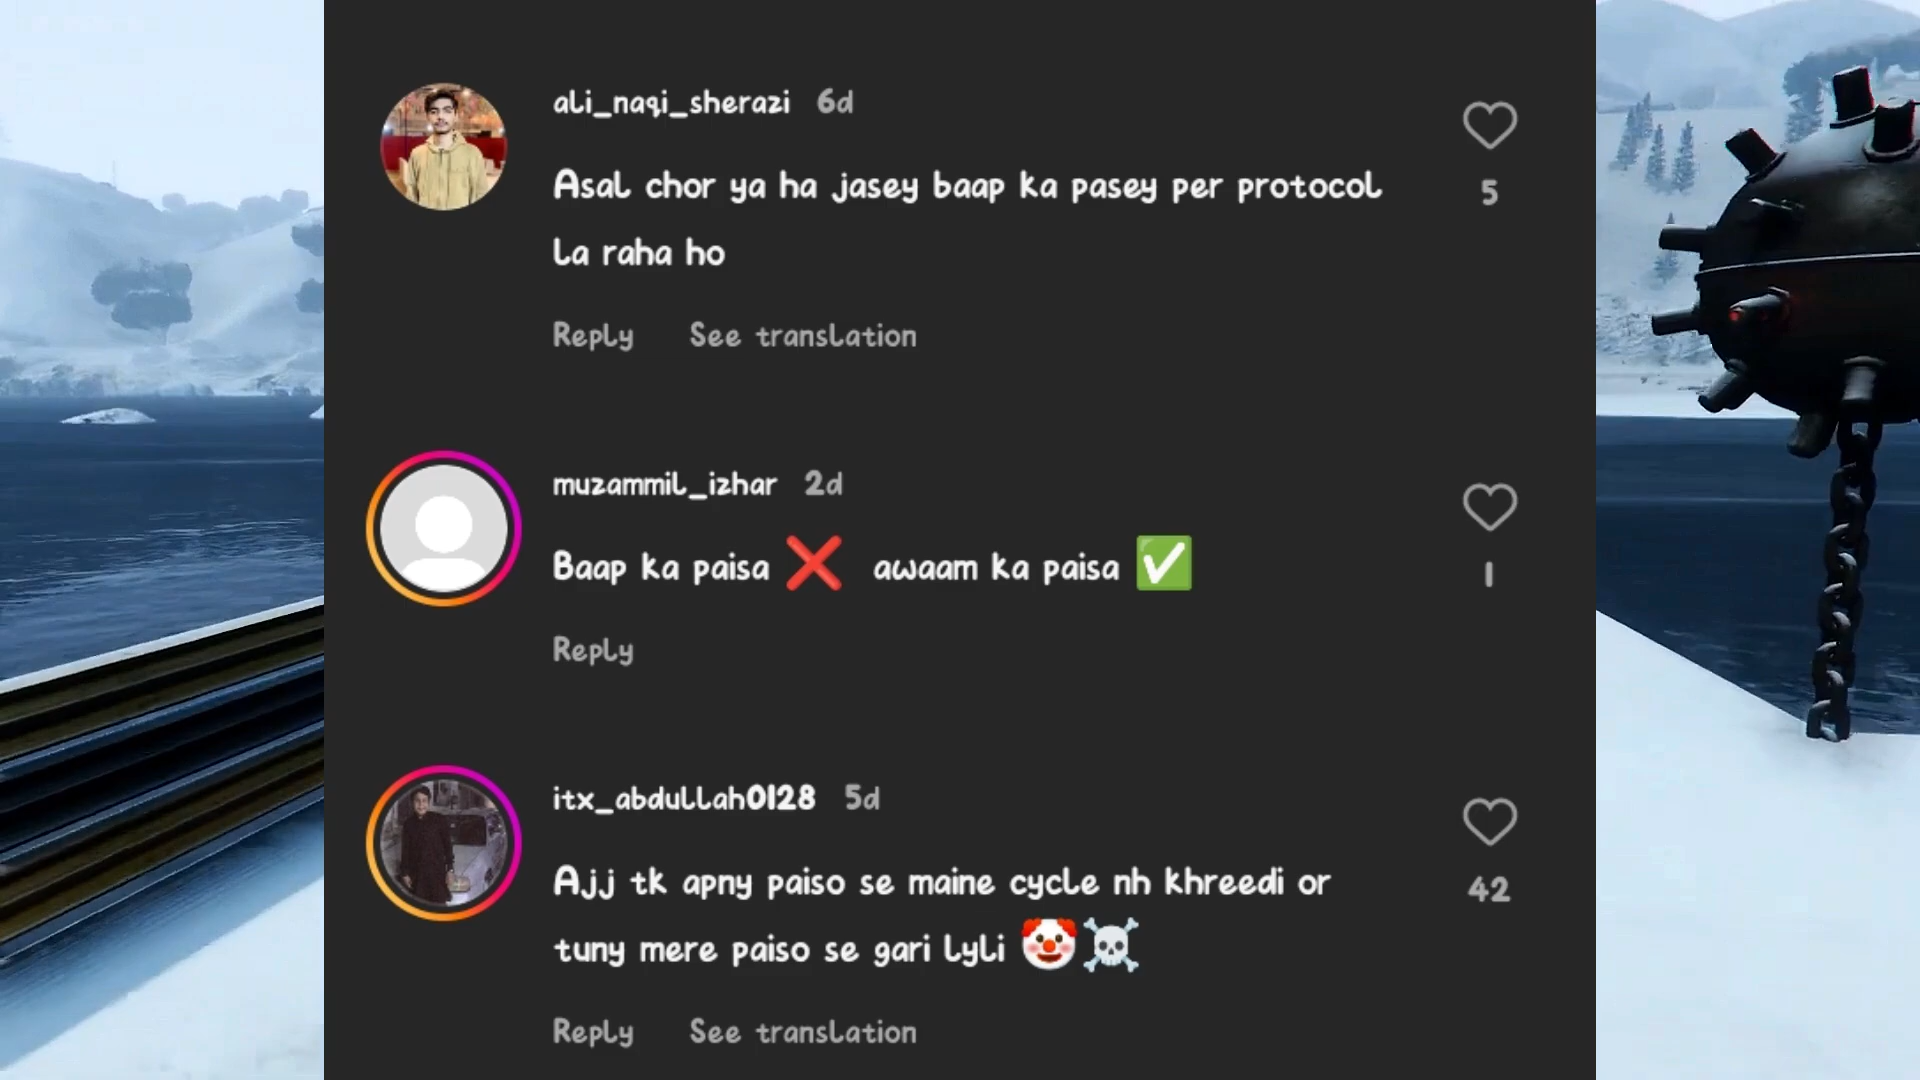 ali_naqi_sherazi 6d
Asal chor ya ha jasey baap ka pasey per protocol
la raha ho
5
Reply See translation
muzammil_izhar 2d
Baap ka paisa ❌ awaam ka paisa ✅
1
Reply
itx_abdullah0128 5d
Ajj tk apny paiso se maine cycle nh khreedi or
tuny mere paiso se gari lyli 🤡☠️
42
Reply See translation